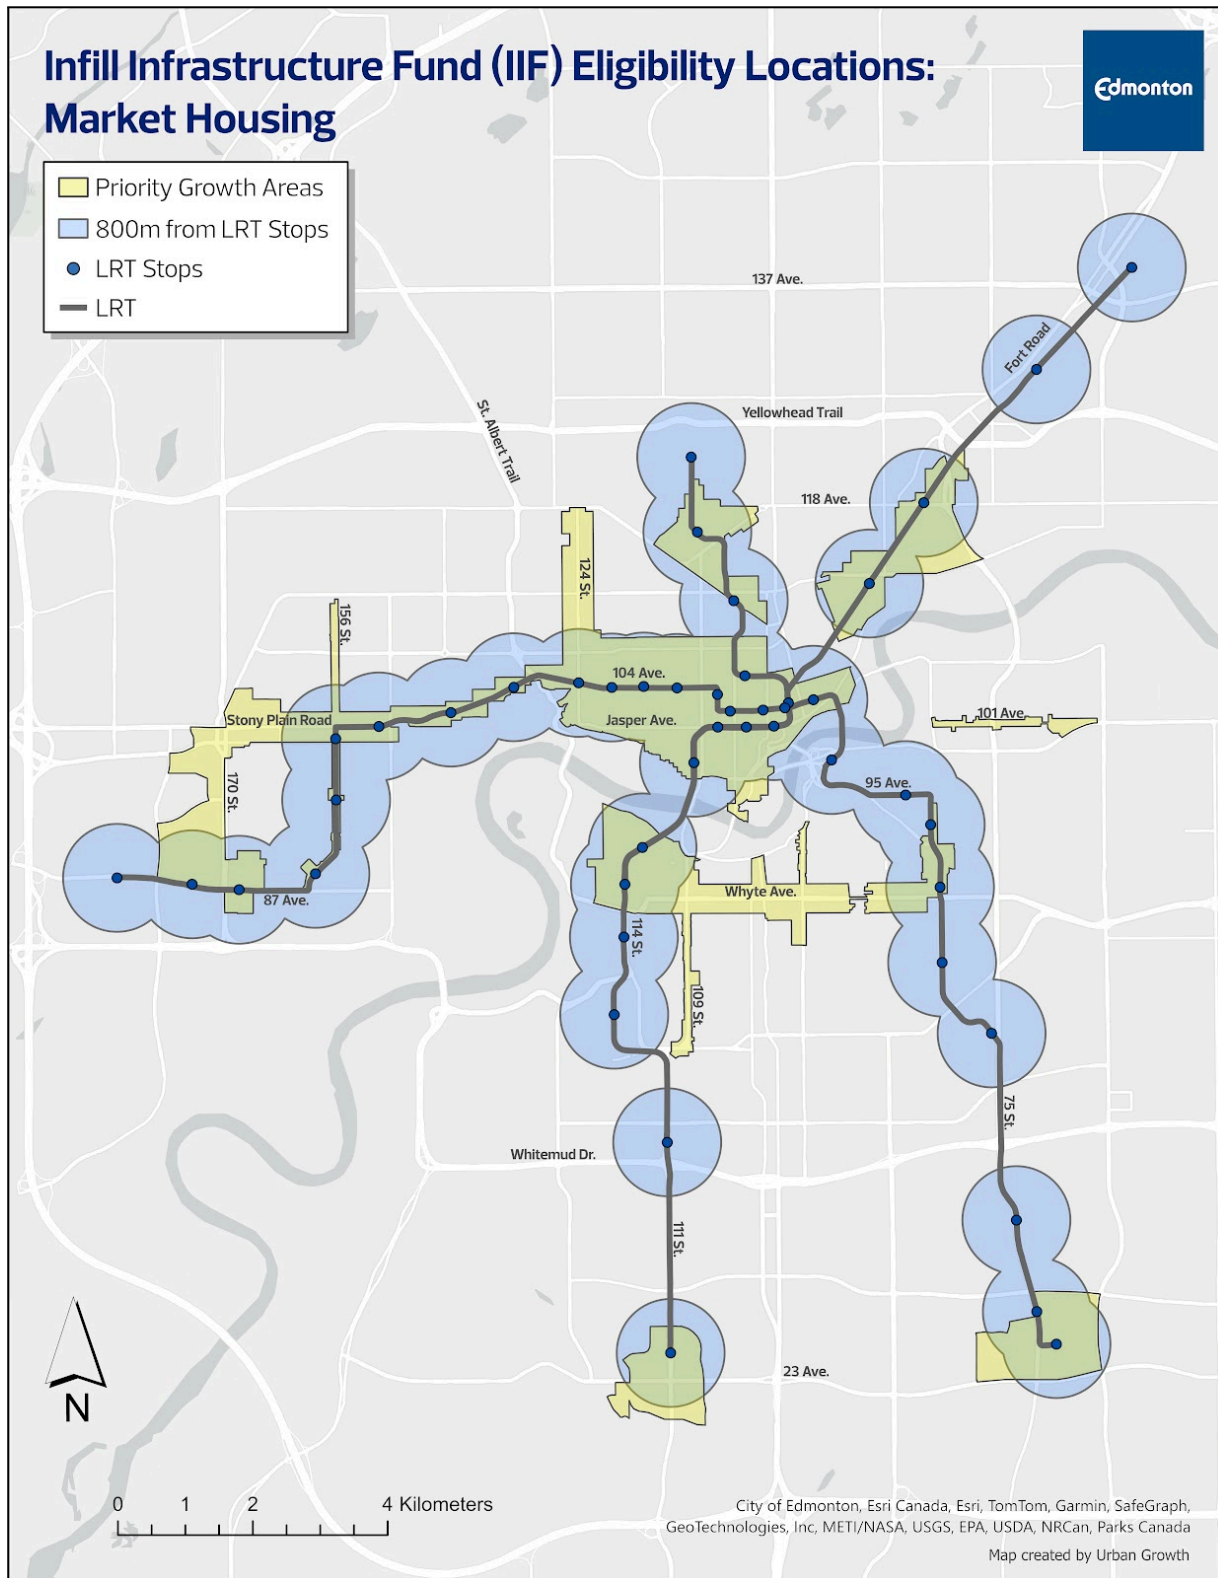 Infill Infrastructure Fund (IIF) Eligibility Locations:
Market Housing
Edmonton
Priority Growth Areas
800m from LRT Stops
LRT Stops
LRT
137 Ave.
Fort Road
Yellowhead Trail
St. Albert Trail
118 Ave.
124 St.
156 St.
104 Ave.
Stony Plain Road
Jasper Ave.
101 Ave
170 St.
95 Ave.
87 Ave.
Whyte Ave.
114 St.
109 St.
75 St.
Whitemud Dr.
111 St.
23 Ave.
N
0 1 2 4 Kilometers
City of Edmonton, Esri Canada, Esri, TomTom, Garmin, SafeGraph,
GeoTechnologies, Inc, METI/NASA, USGS, EPA, USDA, NRCan, Parks Canada
Map created by Urban Growth